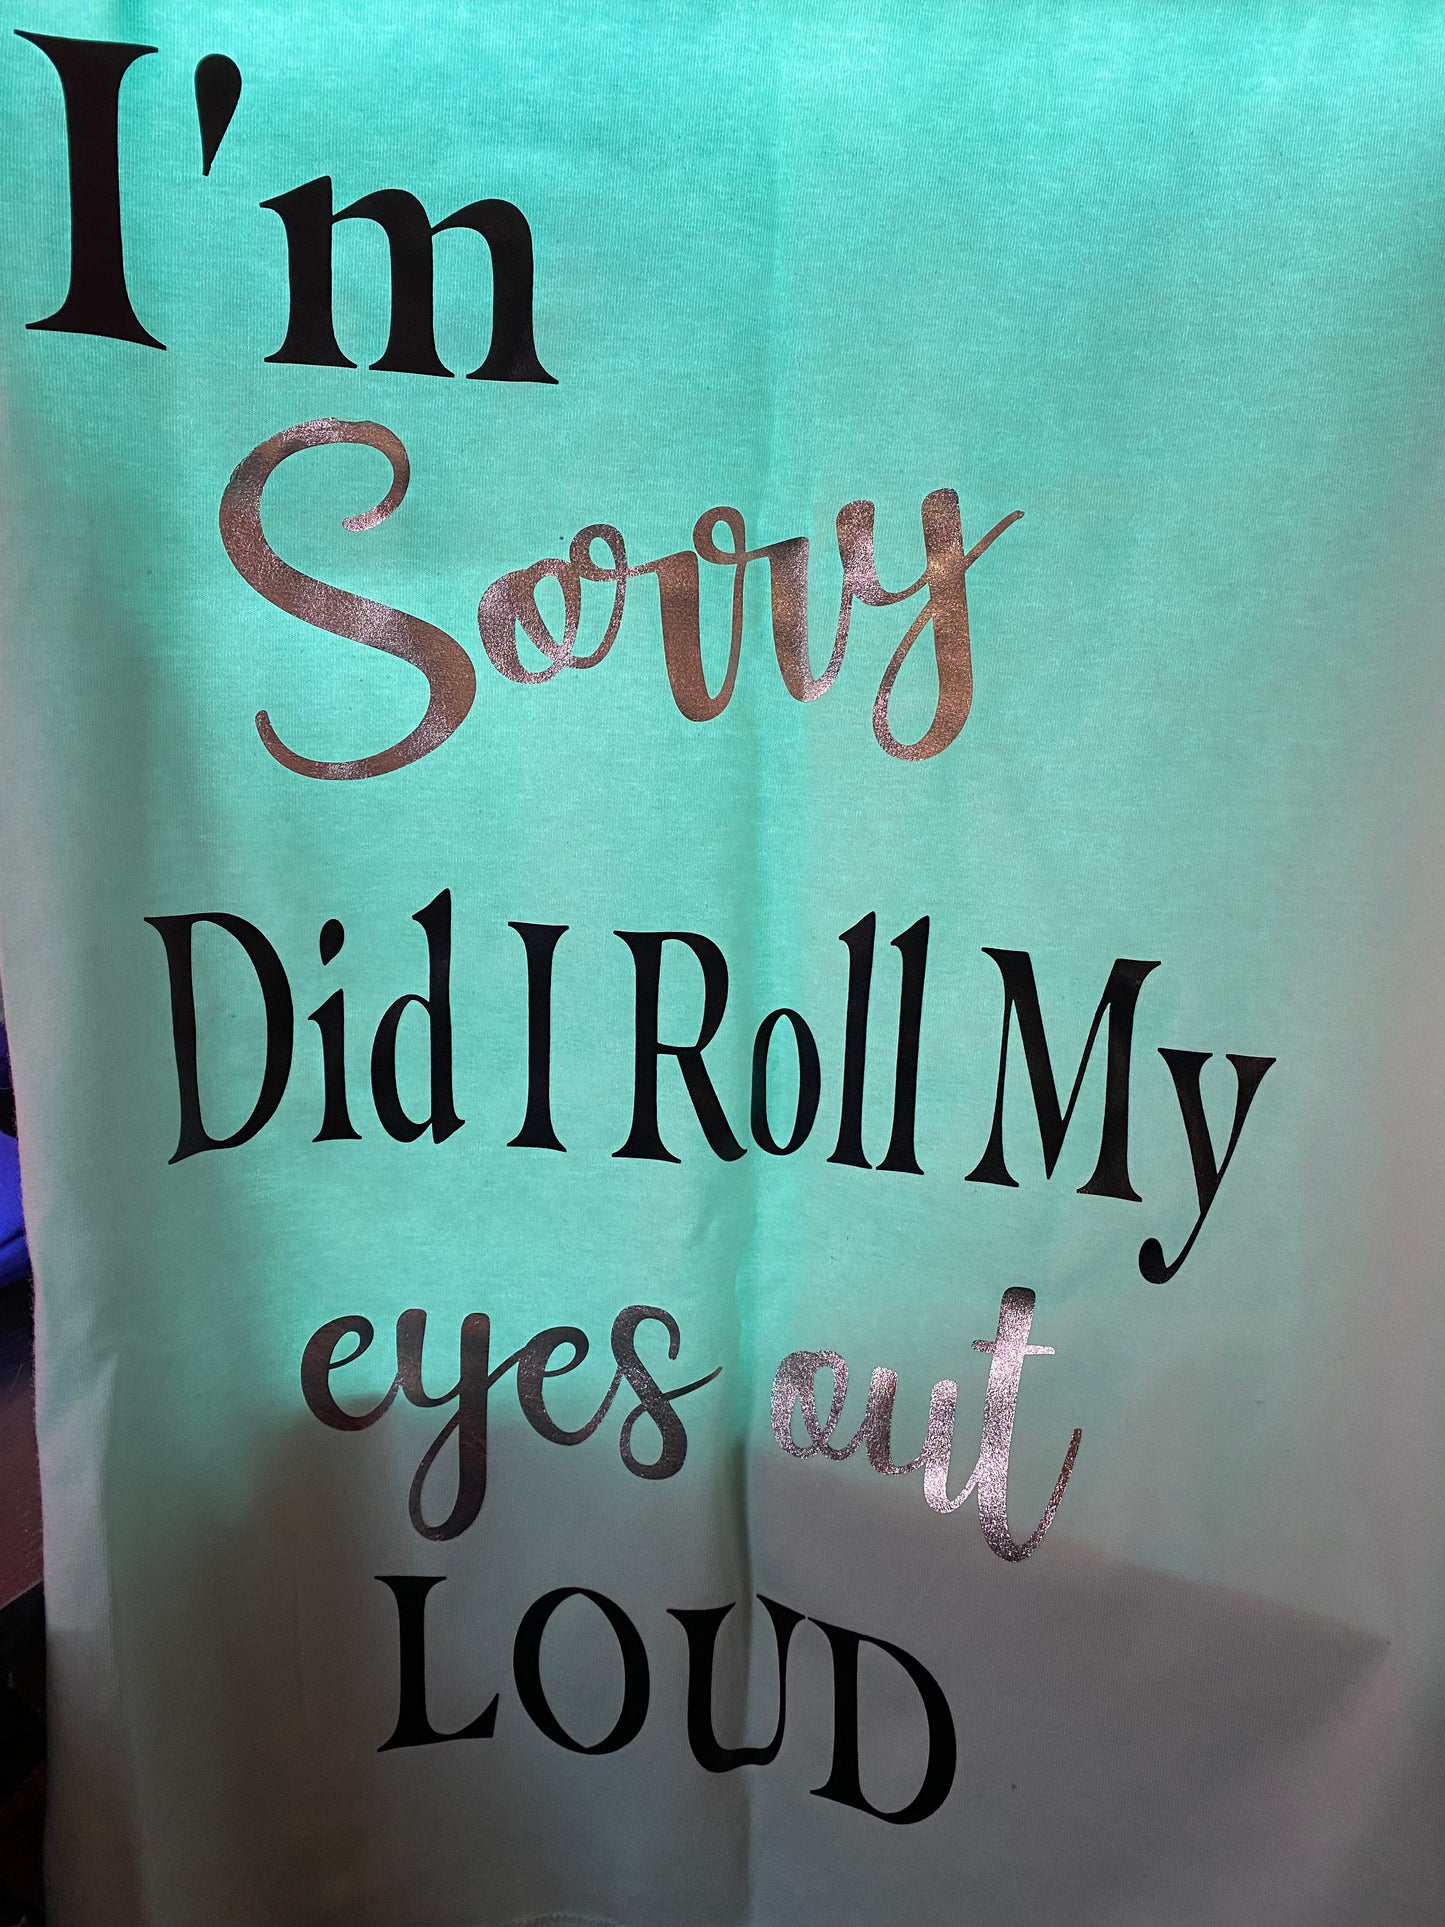 I'm
Sorry
Did I Roll My
eyes out
LOUD